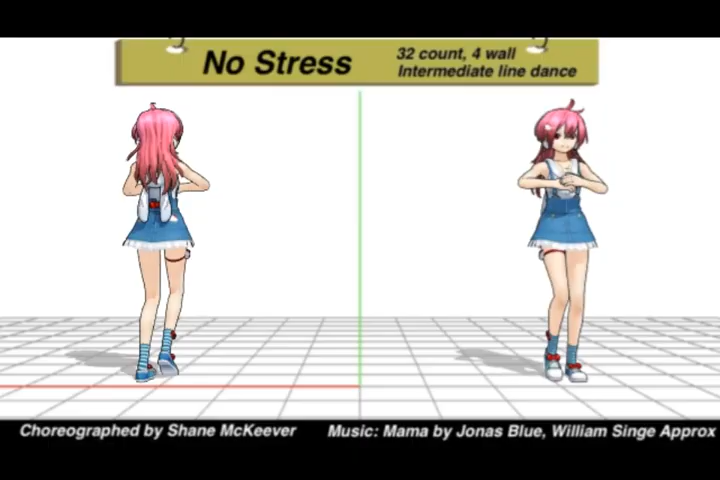 No Stress
32 count, 4 wall
Intermediate line dance
Choreographed by Shane McKeever
Music: Mama by Jonas Blue, William Singe Approx